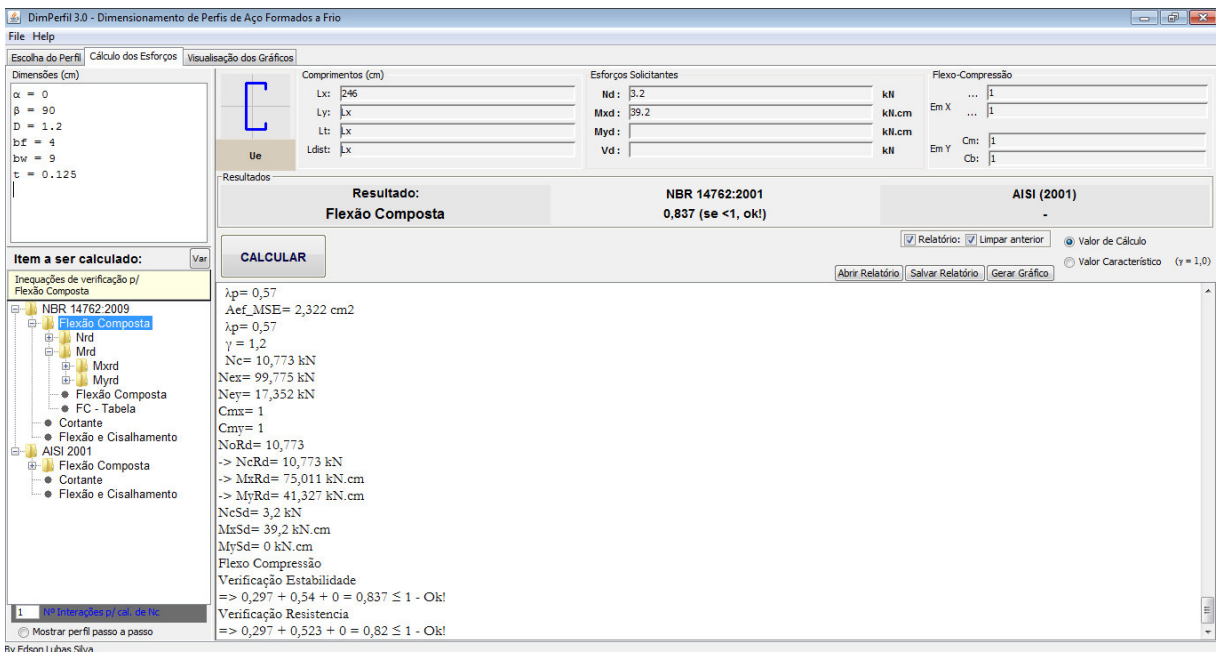 DimPerfil 3.0 - Dimensionamento de Perfis de Aço Formados a Frio
File Help
Escolha do Perfil Cálculo dos Esforços Visualisação dos Gráficos
Dimensões (cm)
α = 0
β = 90
D = 1.2
bf = 4
bw = 9
t = 0.125
Ue
Comprimentos (cm)
Lx: 246
Ly: Lx
Lt: Lx
Ldist: Lx
Esforços Solicitantes
Nd : 3.2 kN
Mxd : 39.2 kN.cm
Myd : kN.cm
Vd : kN
Flexo-Compressão
Em X
... 1
... 1
Em Y
Cm: 1
Cb: 1
Resultados
Resultado: NBR 14762:2001 AISI (2001)
Flexão Composta 0,837 (se <1, ok!) -
CALCULAR
Relatório: Limpar anterior
Valor de Cálculo
Valor Característico (γ = 1,0)
Abrir Relatório Salvar Relatório Gerar Gráfico
Item a ser calculado: Var
Inequações de verificação p/
Flexão Composta
NBR 14762:2009
Flexão Composta
Nrd
Mrd
Mxrd
Myrd
Flexão Composta
FC - Tabela
Cortante
Flexão e Cisalhamento
AISI 2001
Flexão Composta
Cortante
Flexão e Cisalhamento
1 Nº Interações p/ cal. de Nc
Mostrar perfil passo a passo
λp= 0,57
Aef_MSE= 2,322 cm2
λp= 0,57
γ = 1,2
Nc= 10,773 kN
Nex= 99,775 kN
Ney= 17,352 kN
Cmx= 1
Cmy= 1
NoRd= 10,773
-> NcRd= 10,773 kN
-> MxRd= 75,011 kN.cm
-> MyRd= 41,327 kN.cm
NcSd= 3,2 kN
MxSd= 39,2 kN.cm
MySd= 0 kN.cm
Flexo Compressão
Verificação Estabilidade
=> 0,297 + 0,54 + 0 = 0,837 ≤ 1 - Ok!
Verificação Resistencia
=> 0,297 + 0,523 + 0 = 0,82 ≤ 1 - Ok!
By Edson Lubas Silva